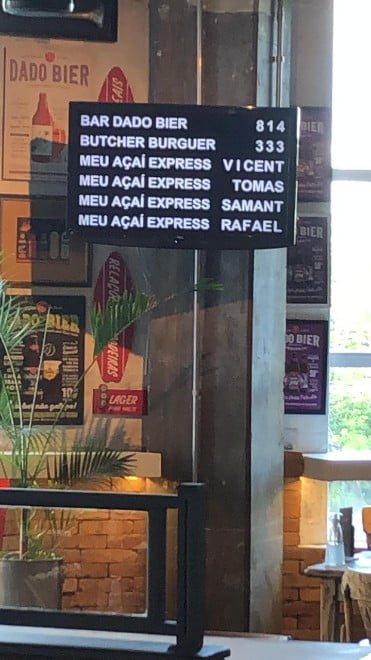 DADO BIER
BAR DADO BIER 814
BUTCHER BURGUER 333
MEU AÇAÍ EXPRESS VICENT
MEU AÇAÍ EXPRESS TOMAS
MEU AÇAÍ EXPRESS SAMANT
MEU AÇAÍ EXPRESS RAFAEL
BIER
LAGER